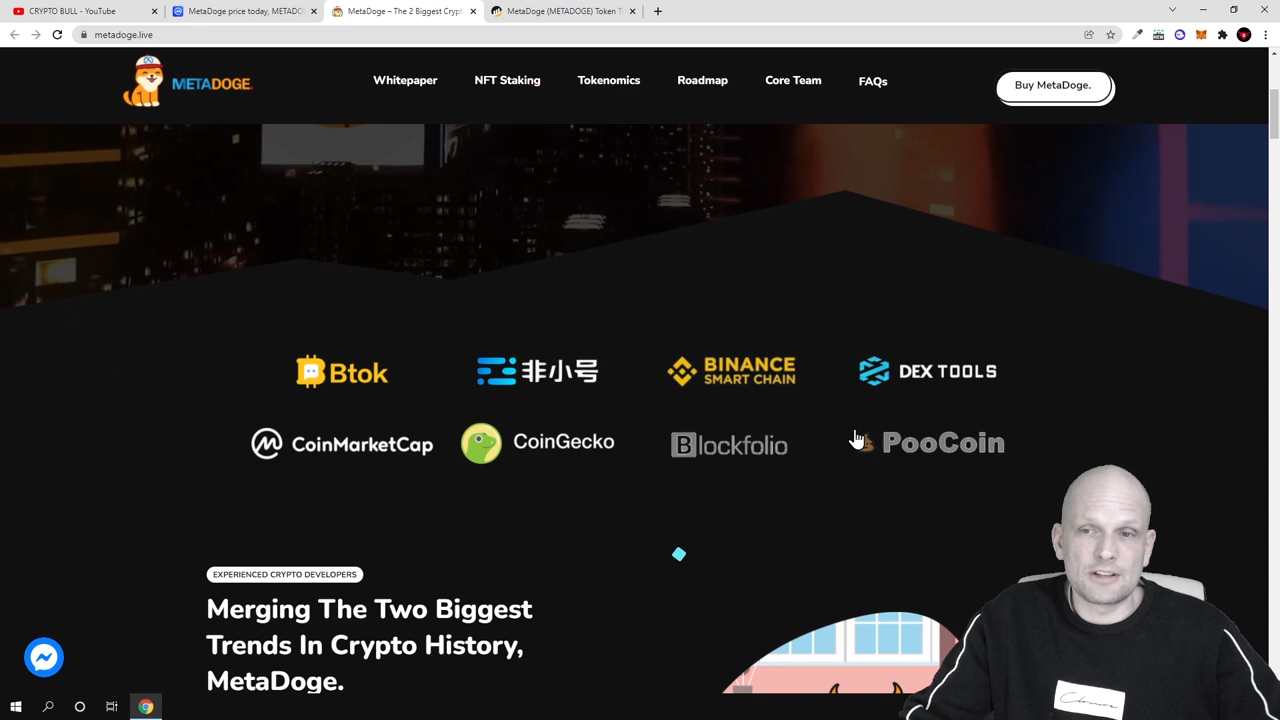 CRYPTO BULL - YouTube
MetaDoge price today, METADO
MetaDoge – The 2 Biggest Crypt
MetaDoge (METADOGE) Token T
metadoge.live
METADOGE.
Whitepaper
NFT Staking
Tokenomics
Roadmap
Core Team
FAQs
Buy MetaDoge.
Btok
非小号
BINANCE
SMART CHAIN
DEX TOOLS
CoinMarketCap
CoinGecko
Blockfolio
PooCoin
EXPERIENCED CRYPTO DEVELOPERS
Merging The Two Biggest
Trends In Crypto History,
MetaDoge.